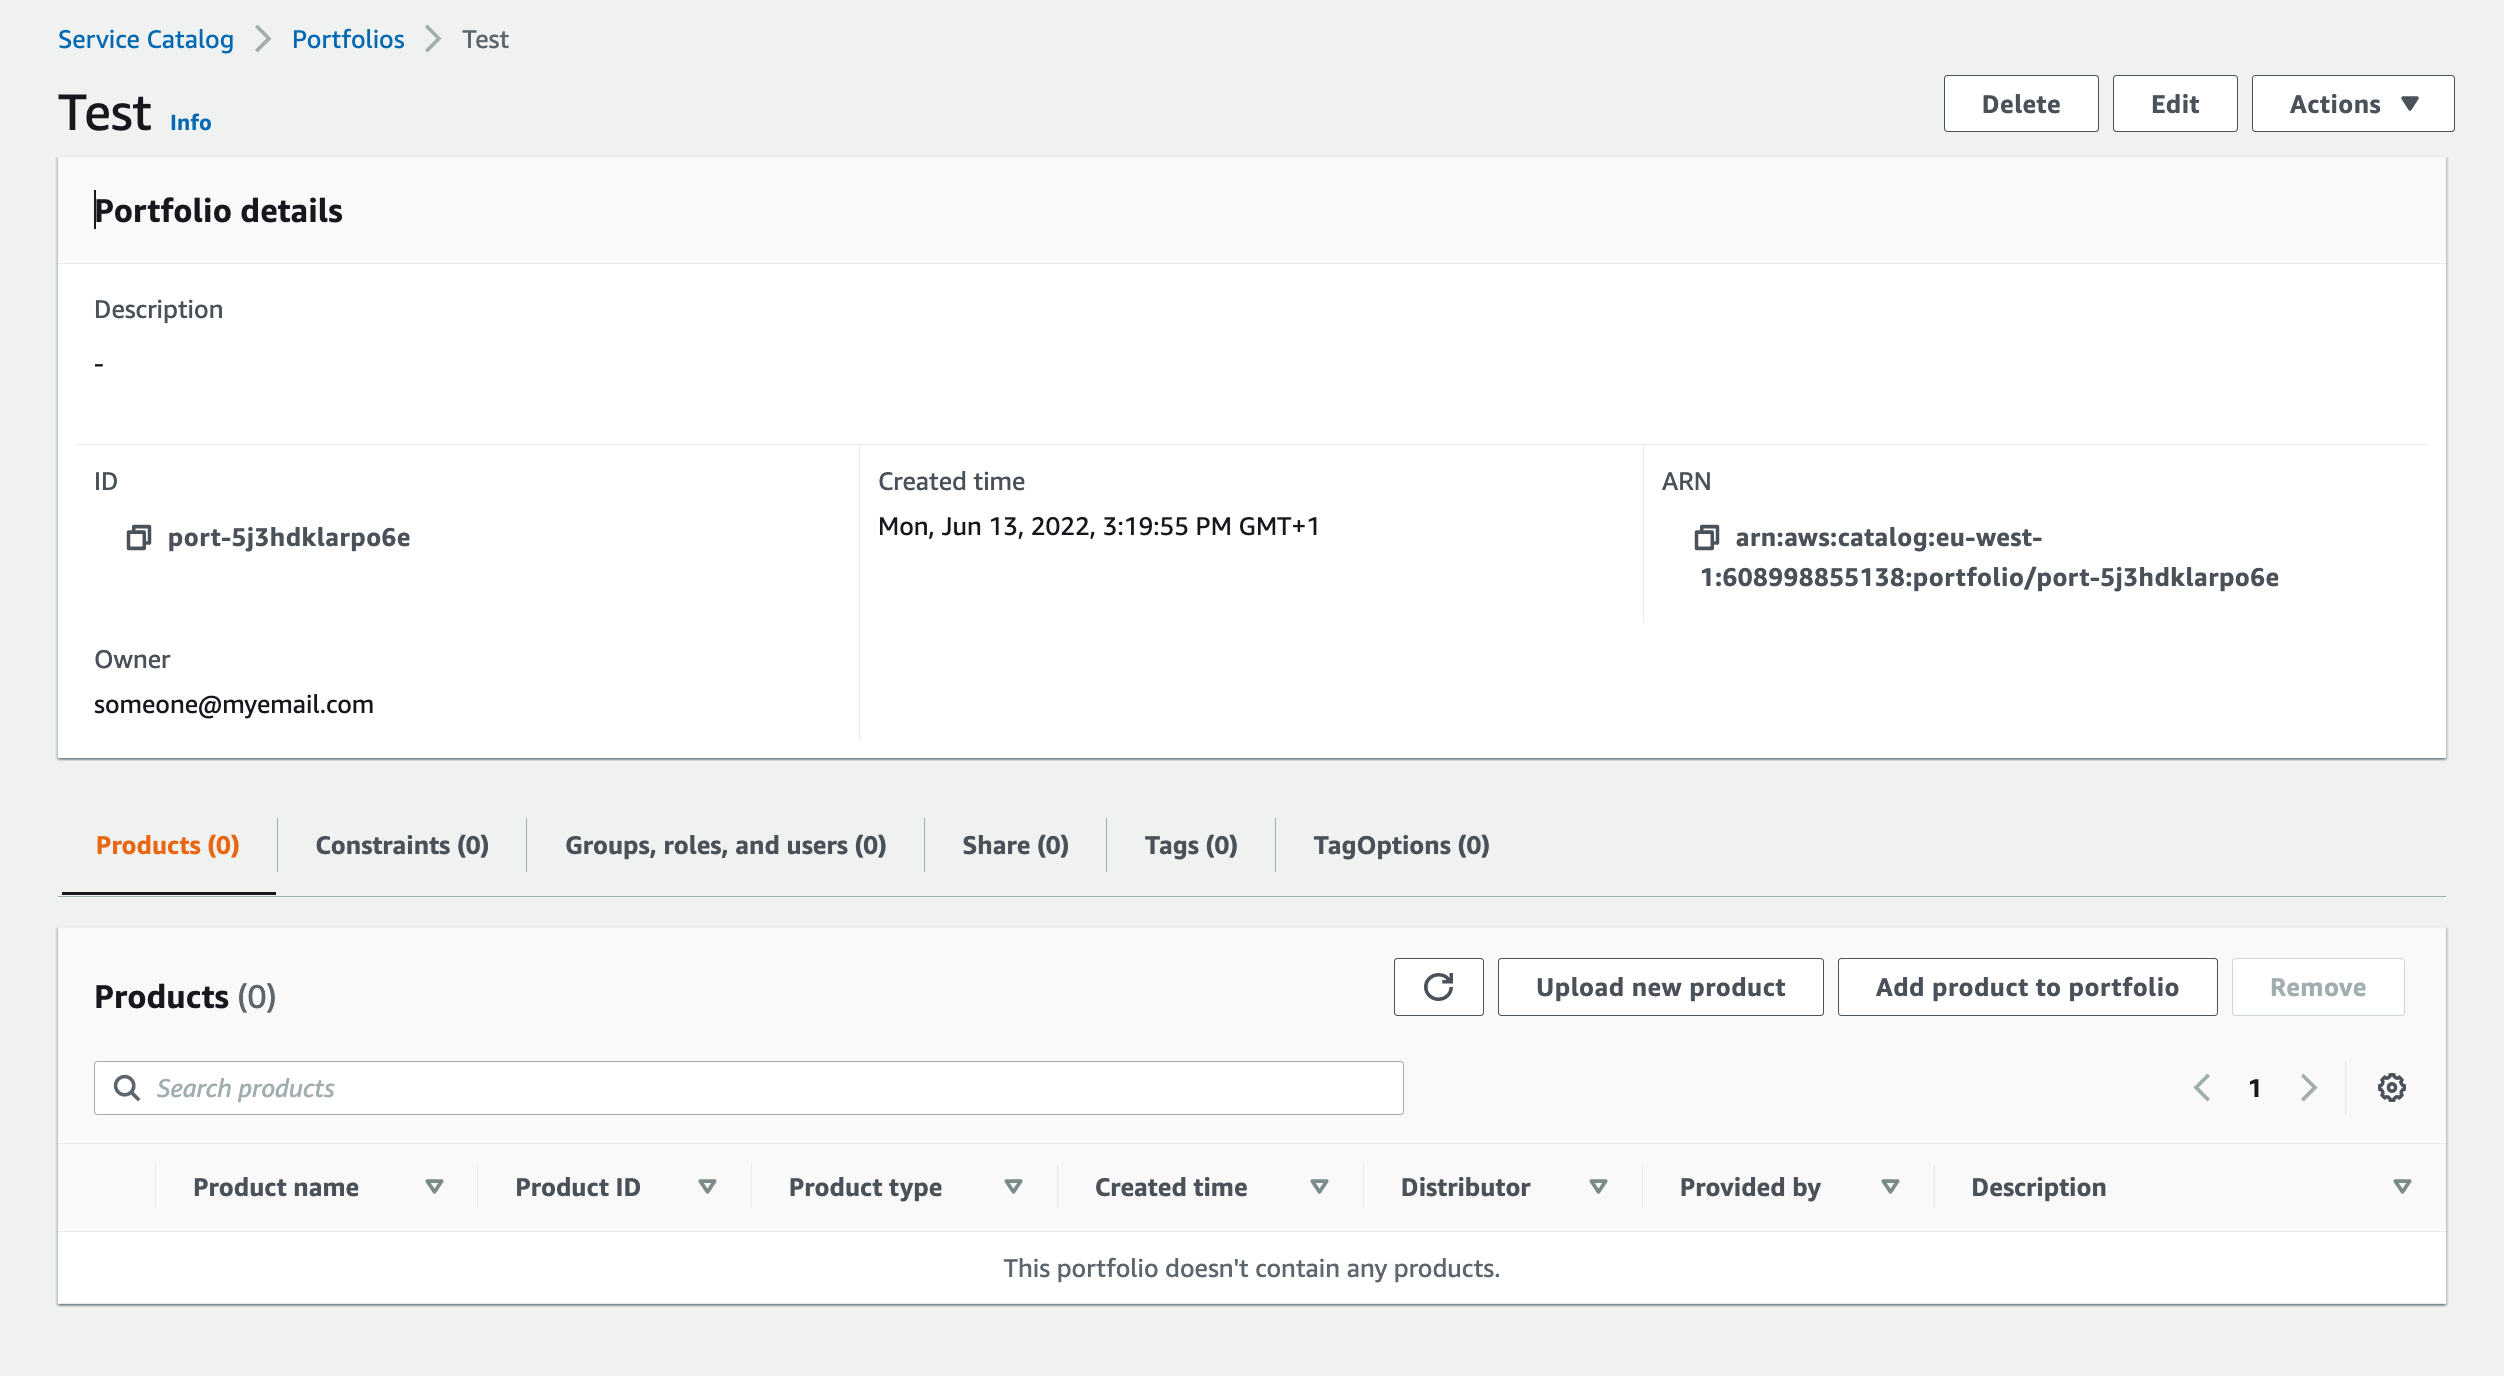 Service Catalog Portfolios Test
Test Info
Delete Edit Actions
Portfolio details
Description
-
ID
port-5j3hdklarpo6e
Created time
Mon, Jun 13, 2022, 3:19:55 PM GMT+1
ARN
arn:aws:catalog:eu-west-
1:608998855138:portfolio/port-5j3hdklarpo6e
Owner
someone@myemail.com
Products (0) Constraints (0) Groups, roles, and users (0) Share (0) Tags (0) TagOptions (0)
Products (0)
Upload new product Add product to portfolio Remove
Search products
1
Product name Product ID Product type Created time Distributor Provided by Description
This portfolio doesn't contain any products.